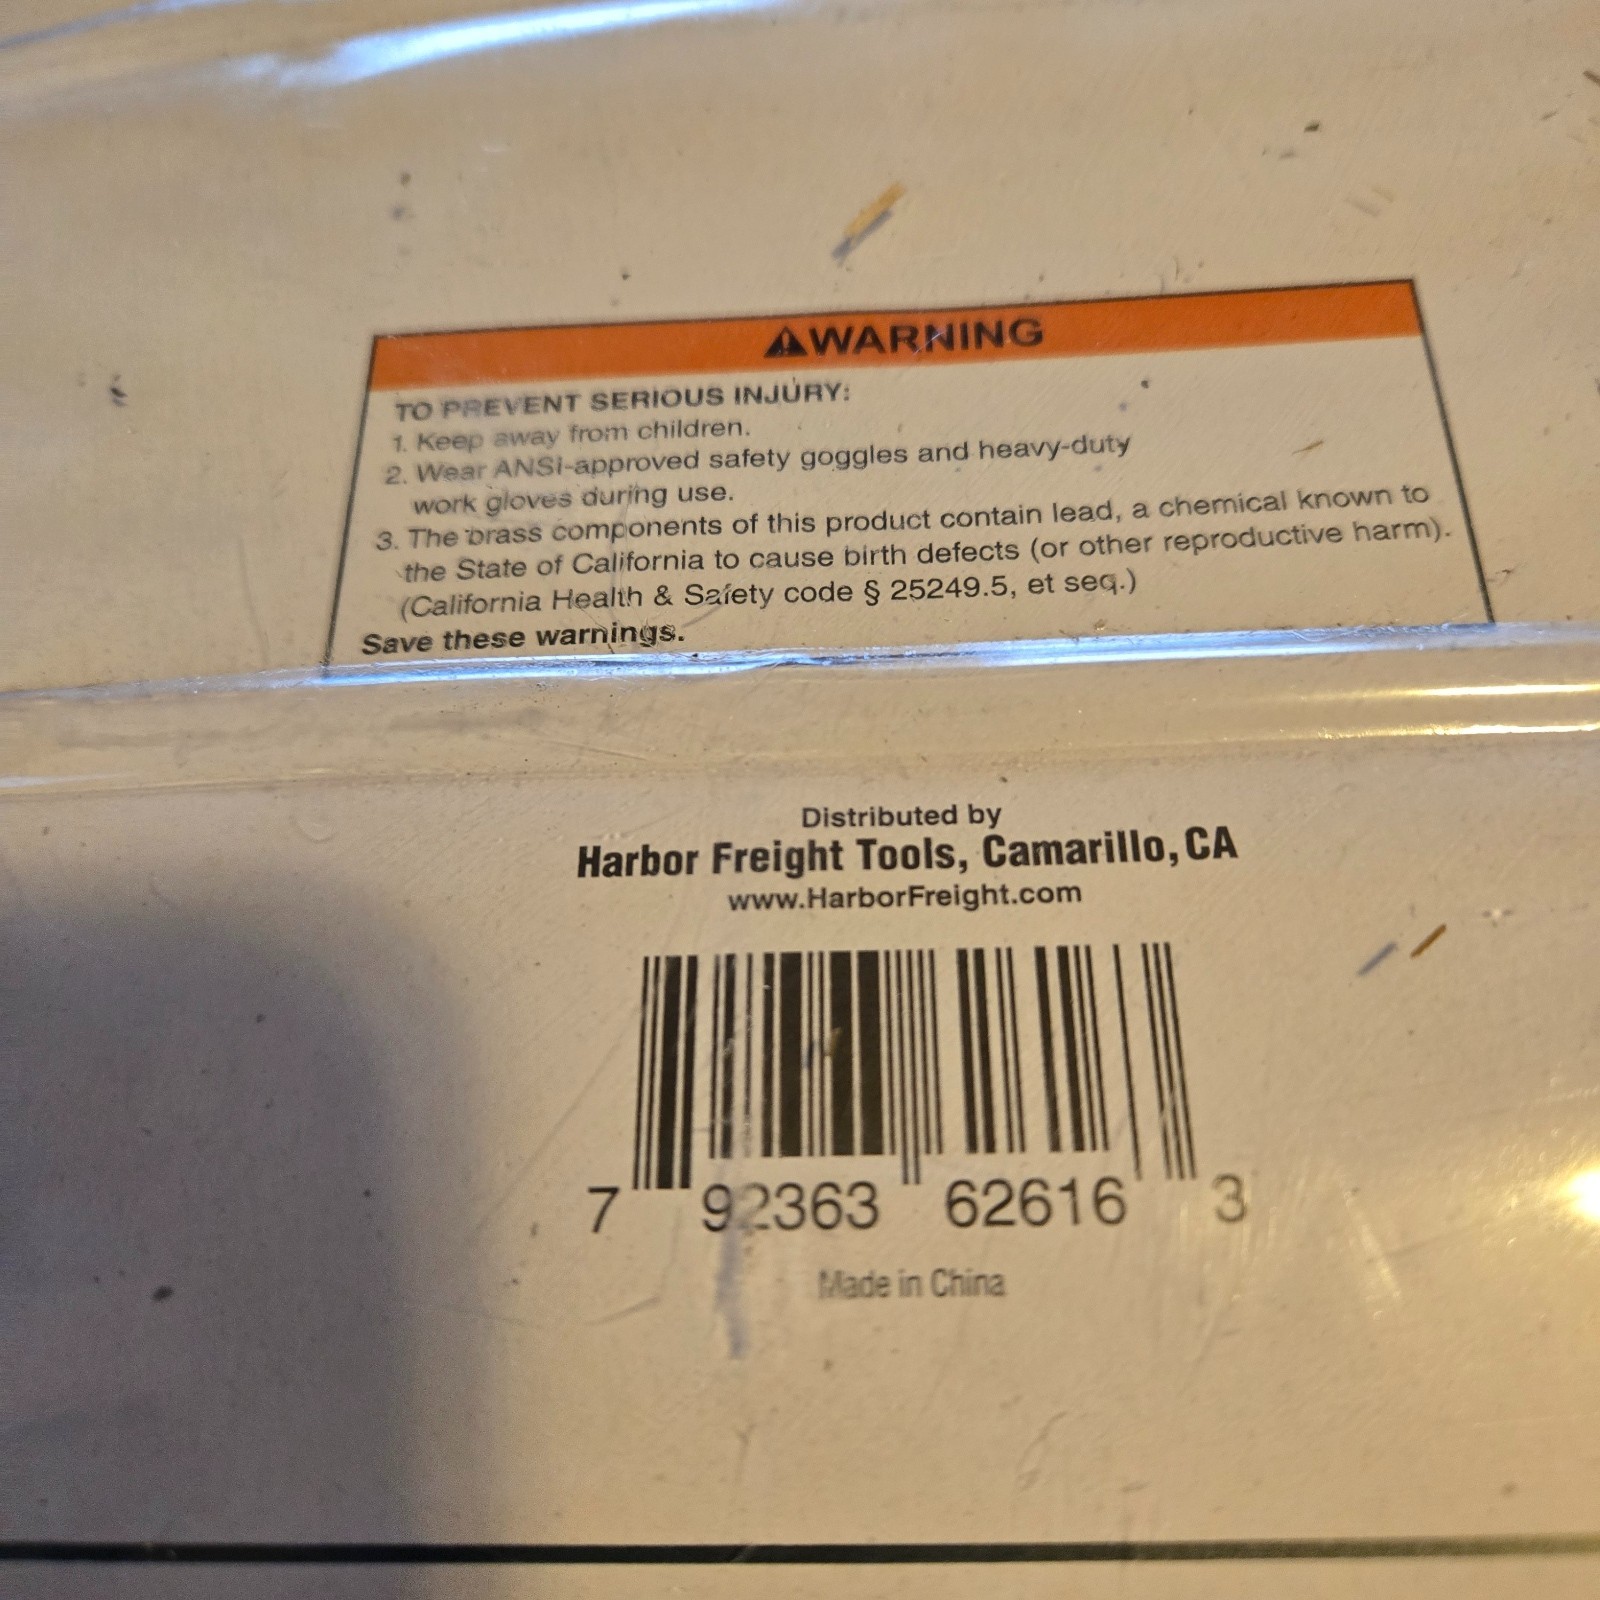 ⚠WARNING
TO PREVENT SERIOUS INJURY:
1. Keep away from children.
2. Wear ANSI-approved safety goggles and heavy-duty
work gloves during use.
3. The brass components of this product contain lead, a chemical known to
the State of California to cause birth defects (or other reproductive harm).
(California Health & Safety code § 25249.5, et seq.)
Save these warnings.
Distributed by
Harbor Freight Tools, Camarillo, CA
www.HarborFreight.com
7 92363 62616 3
Made in China